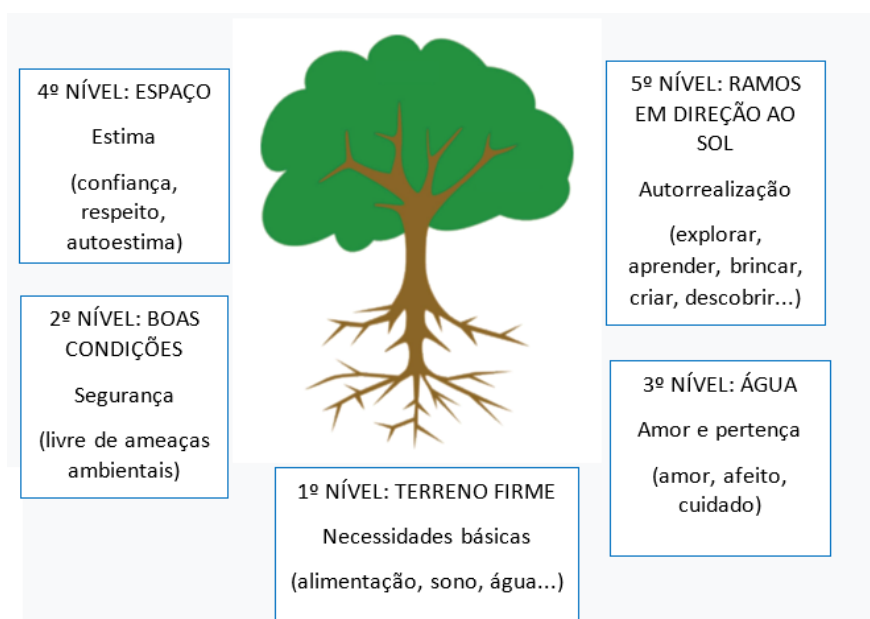 4º NÍVEL: ESPAÇO
Estima
(confiança,
respeito,
autoestima)
5º NÍVEL: RAMOS
EM DIREÇÃO AO
SOL
Autorrealização
(explorar,
aprender, brincar,
criar, descobrir...)
2º NÍVEL: BOAS
CONDIÇÕES
Segurança
(livre de ameaças
ambientais)
3º NÍVEL: ÁGUA
Amor e pertença
(amor, afeito,
cuidado)
1º NÍVEL: TERRENO FIRME
Necessidades básicas
(alimentação, sono, água...)